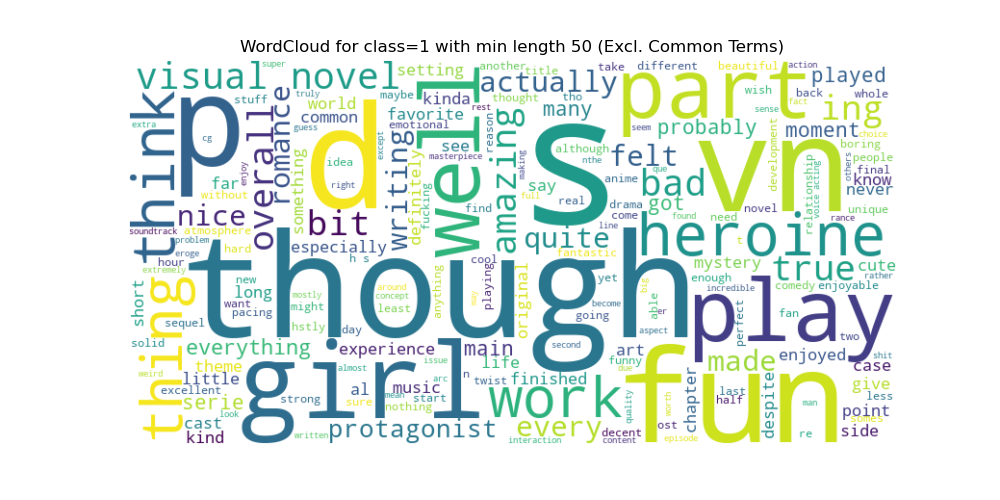 WordCloud for class=1 with min length 50 (Excl. Common Terms)
super
another
title
take
different
beautiful
action
visual novel
setting
actually
part
played
extra
stuff
truly
world
maybe
kinda
thought
tho
many
wish
back
whole
think
p
cg
common
guess
favorite
emotional
rest
reason
although
nthe
seem
probably
sense
fact
ing
moment
choice
overall
romance
idea
d
except
see
masterpiece
well
amazing
making
say
s
felt
anime
vn
development
boring
people
others
enjoy
something
right
writing
definitely
fucking
find
full
real
que
drama
bad
far
without
final
know
never
relationship
voice acting
nice
bit
come
got
found
need
novel
unique
soundtrack
atmosphere
line
t
rance
problem
eroge
hard
especially
h s
quite
fantastic
heroine
hour
extremely
though
cool
yet
mystery
true
cute
rather
new
mostly
around
anything
playing
original
going
enough
comedy
enjoyable
short
want
long
concept
might
least
may
become
able
big
her
incredible
play
sequel
pacing
hstly
day
second
aspect
perfect
fan
two
solid
thing
everything
experience
issue
main
art
made
enjoyed
shit
weird
theme
girl
almost
arc
life
funny
due
case
excellent
little
al
music
n
twist
finished
fun
serie
strong
mean
sure
start
work
quality
worth
chapter
last
half
despite
man
give
less
look
nothing
cast
every
decent
ost
point
somes
kind
written
protagonist
interaction
content
episode
re
side